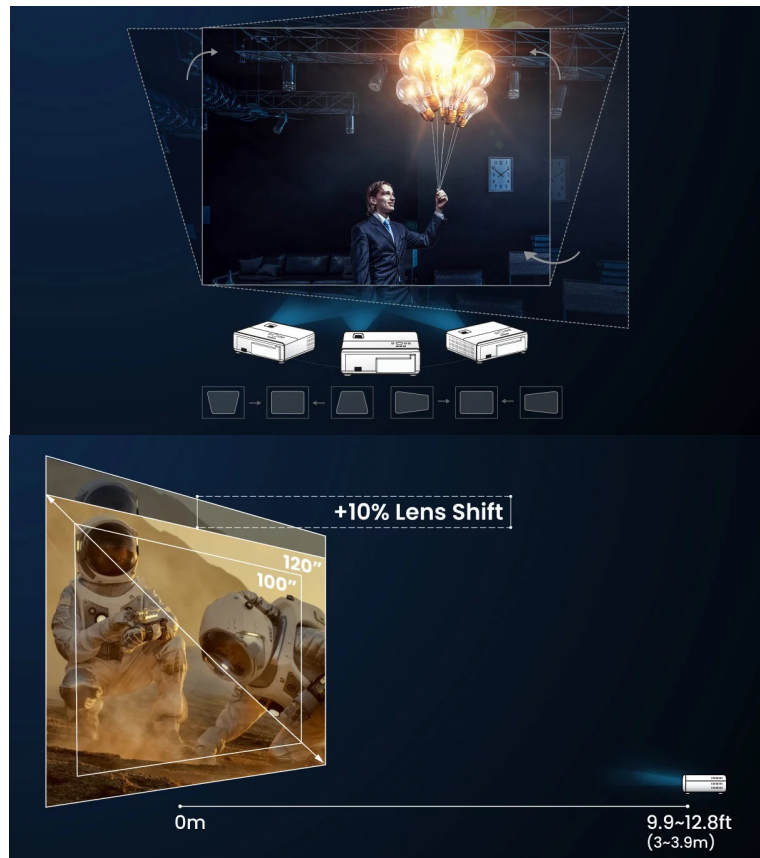 +10% Lens Shift
120”
100”
0m
9.9~12.8ft
(3~3.9m)